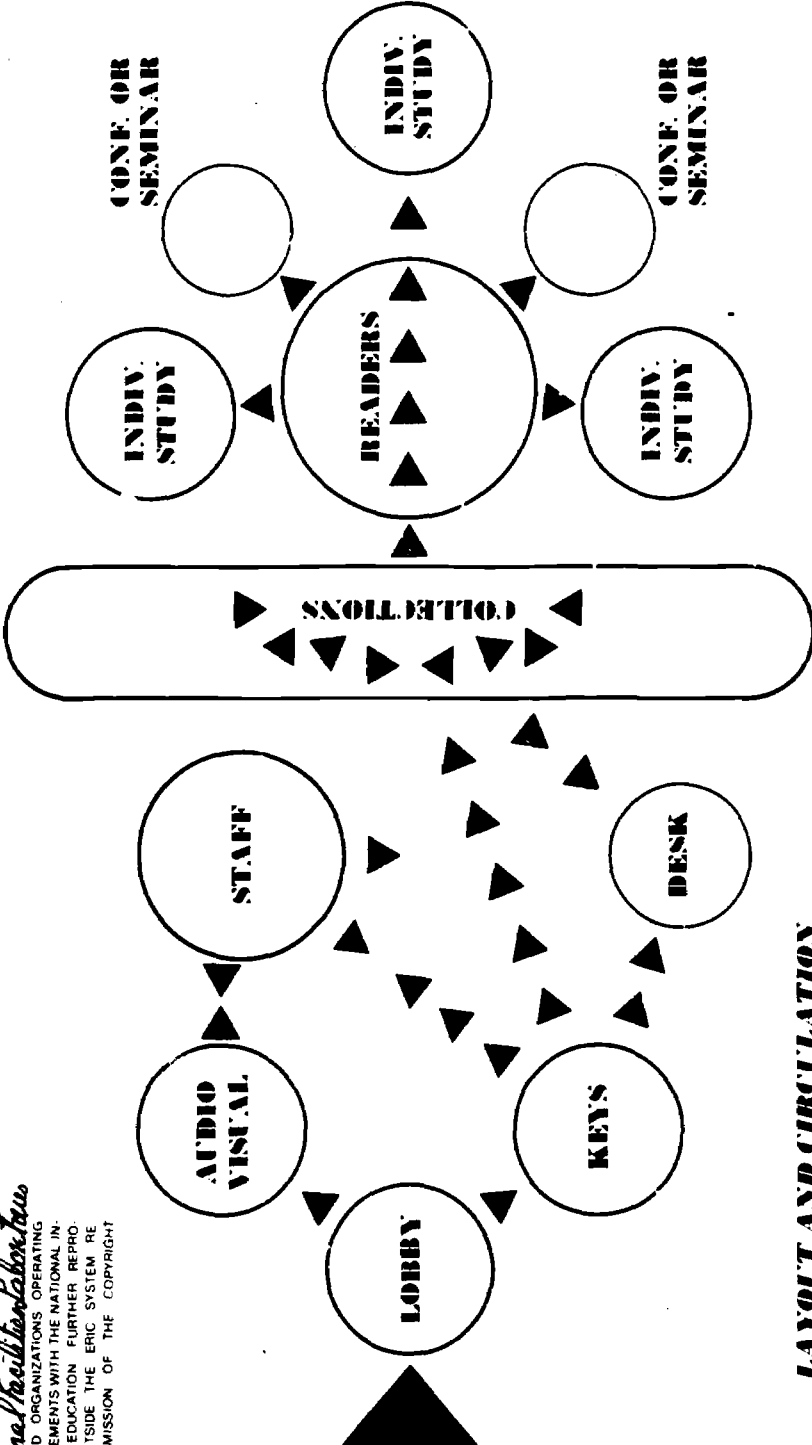 D ORGANIZATIONS OPERATING
EMENTS WITH THE NATIONAL IN-
EDUCATION FURTHER REPRO-
TSIDE THE ERIC SYSTEM RE
MISSION OF THE COPYRIGHT
LOBBY
AUDIO
VISUAL
KEYS
STAFF
DESK
COLLECTIONS
READERS
INDIV.
STUDY
INDIV.
STUDY
CONF. OR
SEMINAR
CONF. OR
SEMINAR
INDIV.
STUDY
LAYOUT AND CIRCULATION